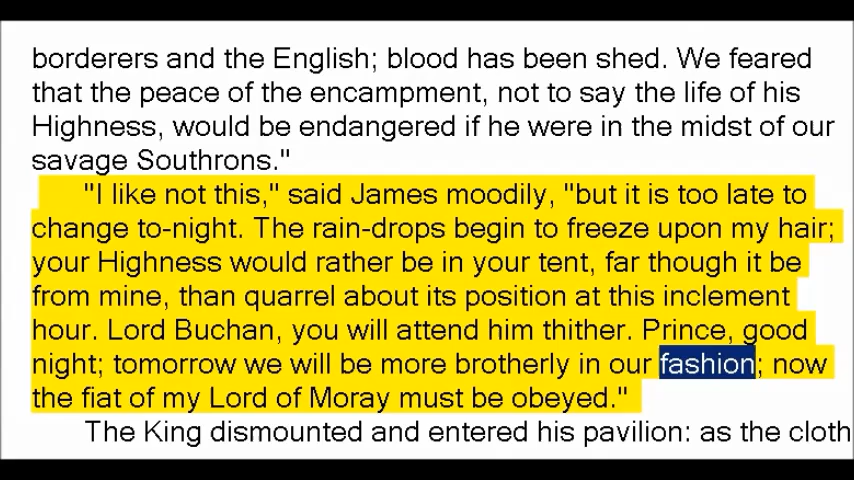 borderers and the English; blood has been shed. We feared
that the peace of the encampment, not to say the life of his
Highness, would be endangered if he were in the midst of our
savage Southrons."
"I like not this," said James moodily, "but it is too late to
change to-night. The rain-drops begin to freeze upon my hair;
your Highness would rather be in your tent, far though it be
from mine, than quarrel about its position at this inclement
hour. Lord Buchan, you will attend him thither. Prince, good
night; tomorrow we will be more brotherly in our fashion; now
the fiat of my Lord of Moray must be obeyed."
The King dismounted and entered his pavilion: as the cloth